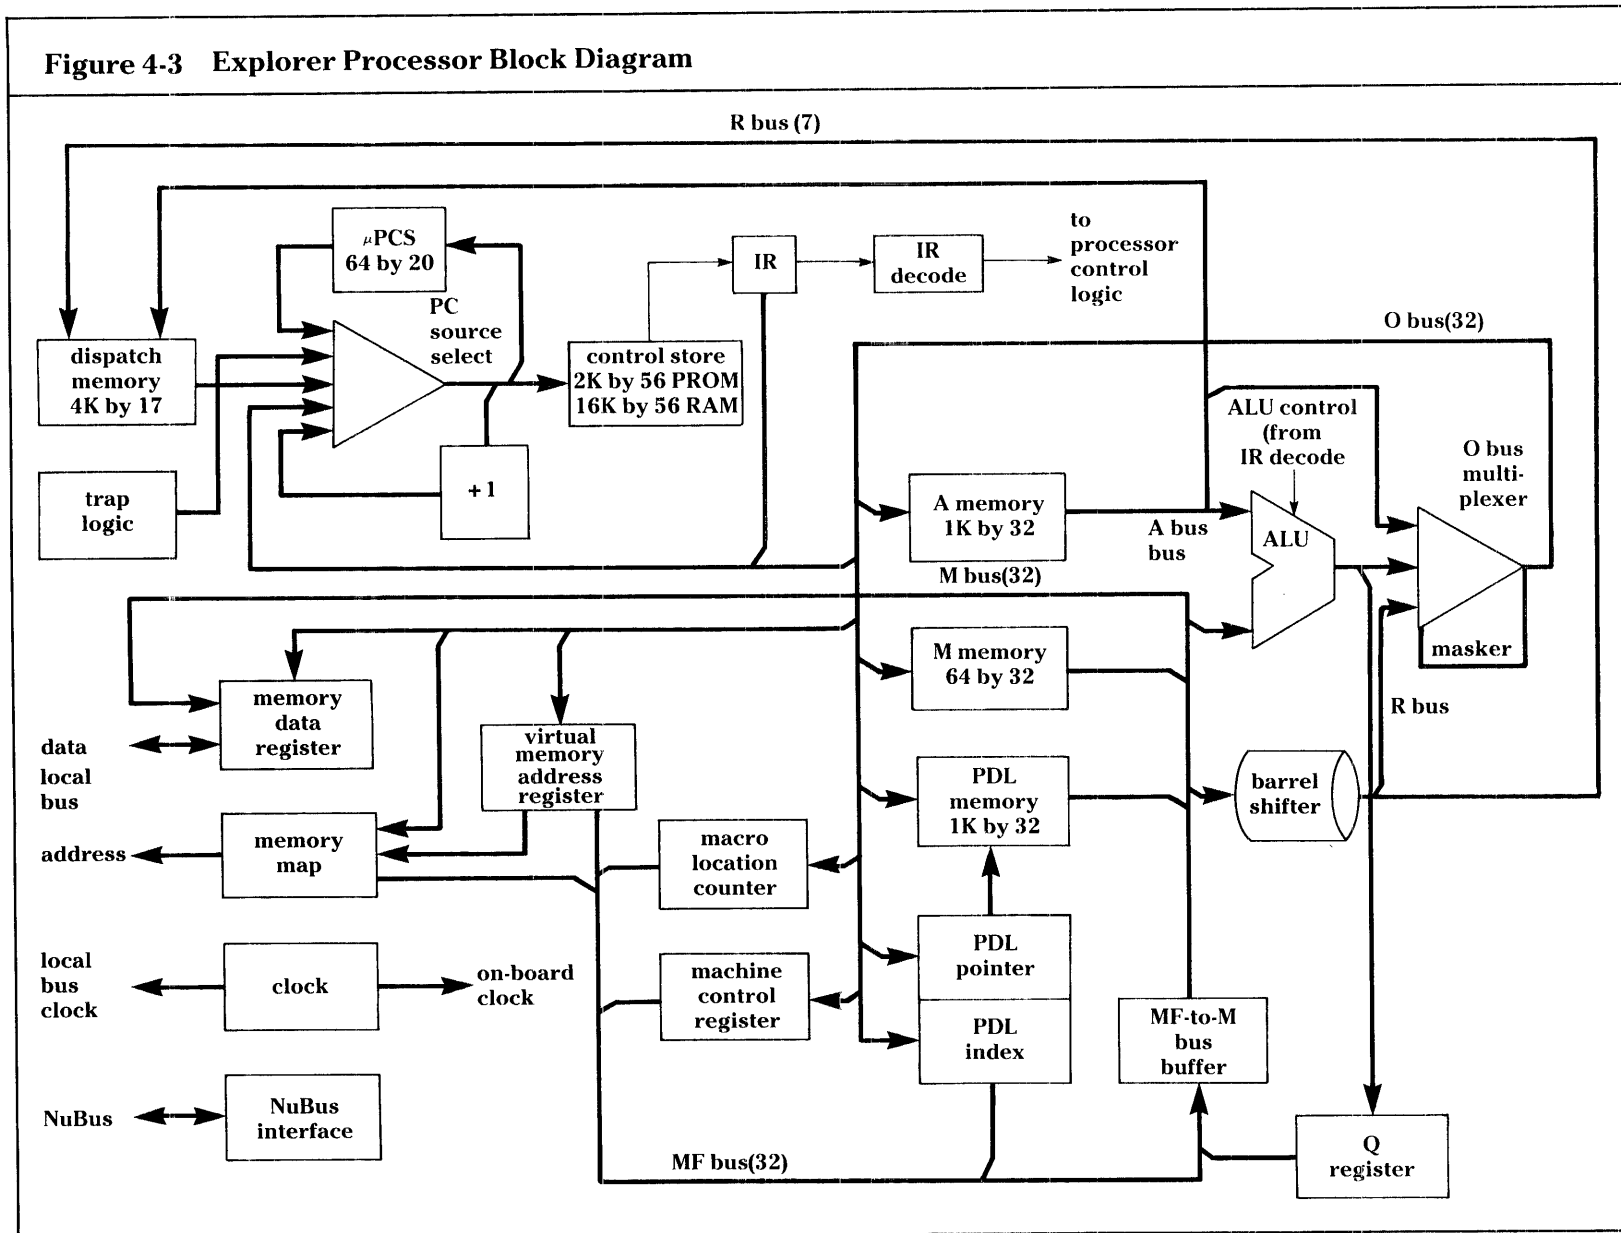 Figure 4-3 Explorer Processor Block Diagram
R bus (7)
μPCS
64 by 20
PC
source
select
IR
IR
decode
to
processor
control
logic
O bus(32)
dispatch
memory
4K by 17
control store
2K by 56 PROM
16K by 56 RAM
ALU control
(from
IR decode
O bus
multi-
plexer
trap
logic
+1
A memory
1K by 32
A bus
bus
ALU
M bus(32)
M memory
64 by 32
masker
memory
data
register
R bus
data
local
bus
virtual
memory
address
register
PDL
memory
1K by 32
barrel
shifter
address
memory
map
macro
location
counter
PDL
pointer
local
bus
clock
clock
on-board
clock
machine
control
register
PDL
index
MF-to-M
bus
buffer
NuBus
NuBus
interface
MF bus(32)
Q
register